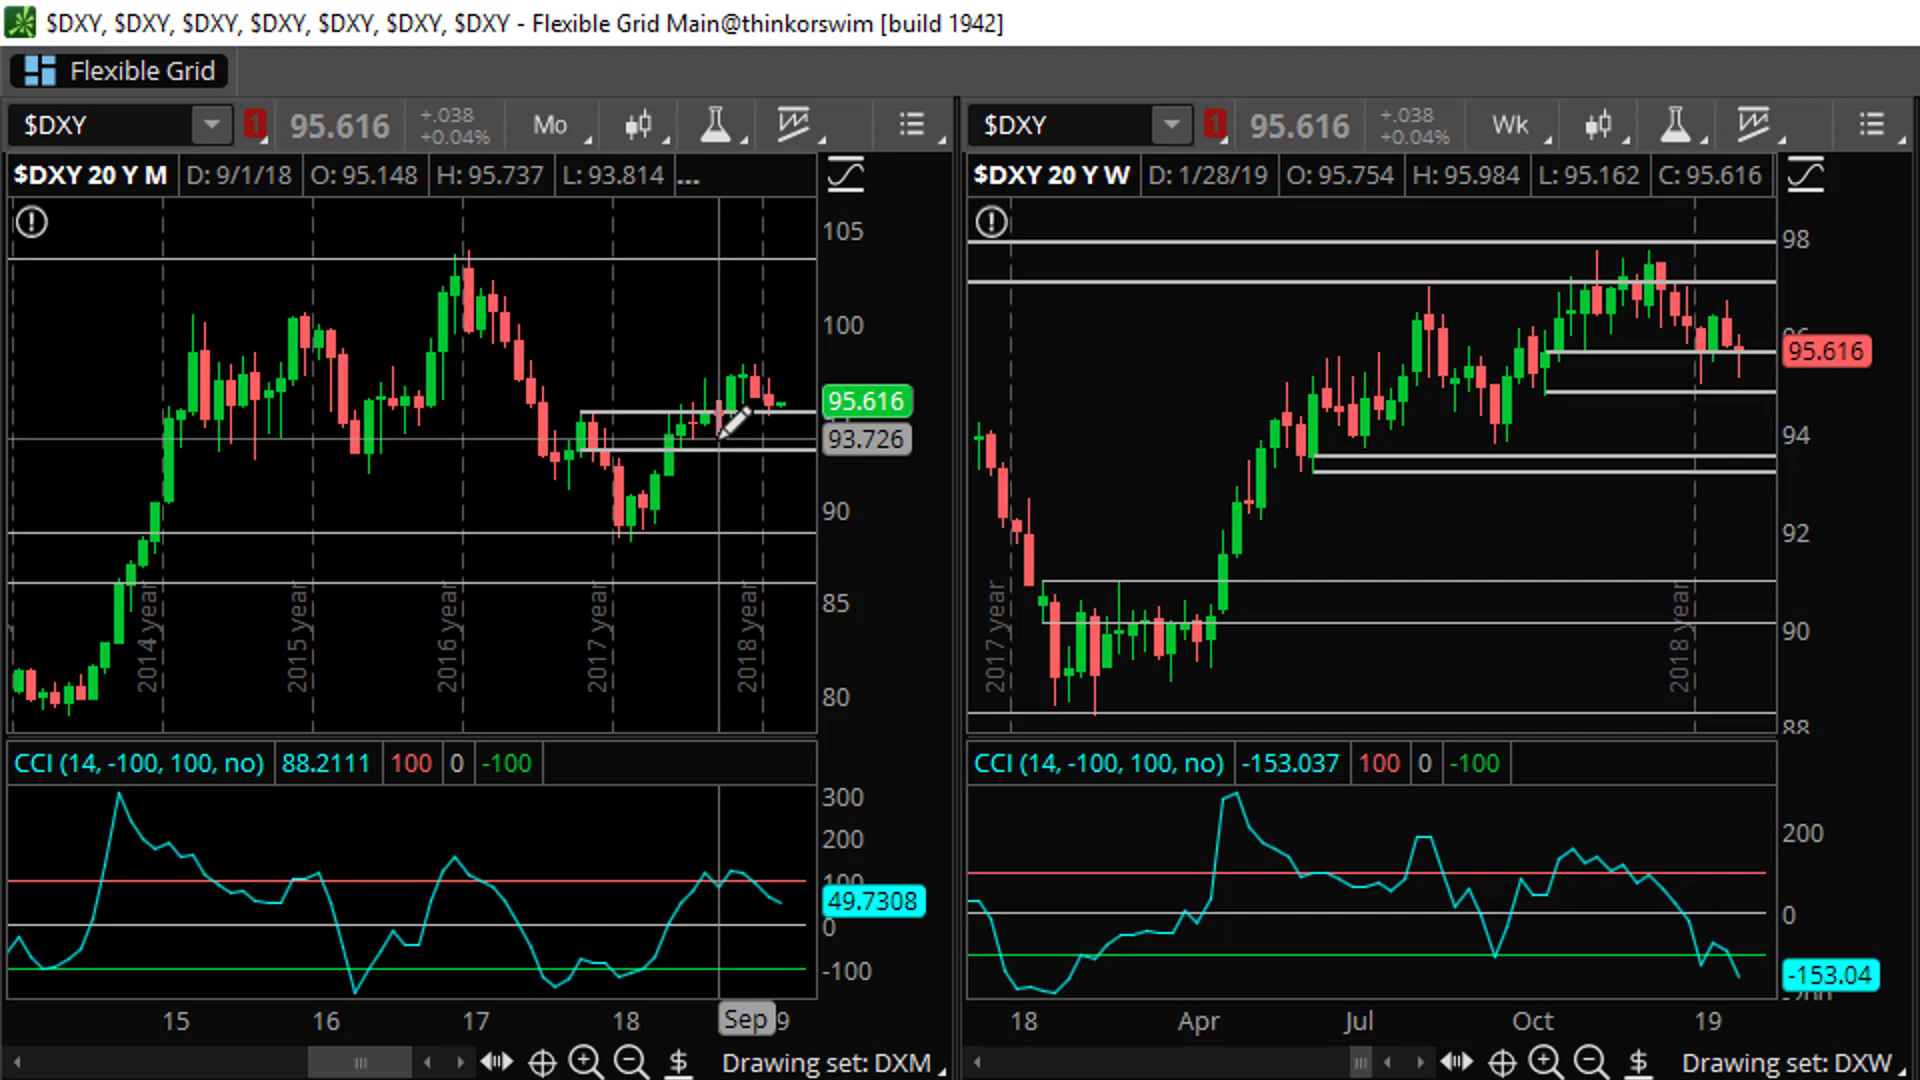 $DXY, $DXY, $DXY, $DXY, $DXY, $DXY, $DXY - Flexible Grid Main@thinkorswim [build 1942]
Flexible Grid
$DXY 1 95.616 +.038 +0.04% Mo
$DXY 20 Y M D: 9/1/18 O: 95.148 H: 95.737 L: 93.814 ...
105
100
95.616
93.726
90
85
80
2014 year
2015 year
2016 year
2017 year
2018 year
CCI (14, -100, 100, no) 88.2111 100 0 -100
300
200
100
49.7308
0
-100
15 16 17 18 Sep 9
Drawing set: DXM
$DXY 1 95.616 +.038 +0.04% Wk
$DXY 20 Y W D: 1/28/19 O: 95.754 H: 95.984 L: 95.162 C: 95.616
98
96
95.616
94
92
90
88
2017 year
2018 year
CCI (14, -100, 100, no) -153.037 100 0 -100
200
0
-153.04
-200
18 Apr Jul Oct 19
Drawing set: DXW